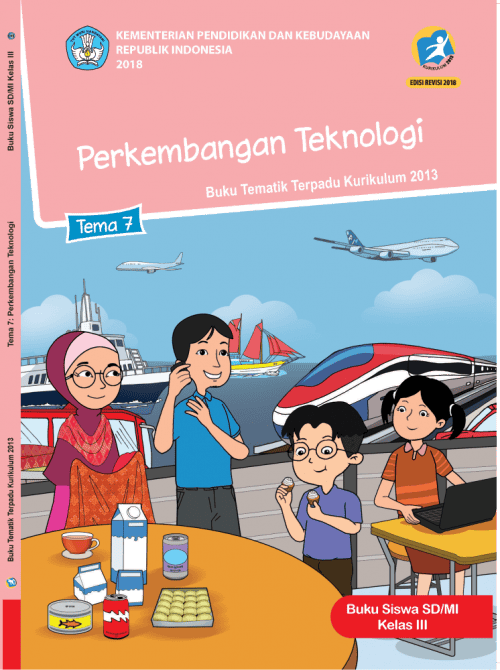 KEMENTERIAN PENDIDIKAN DAN KEBUDAYAAN
REPUBLIK INDONESIA
2018
KURIKULUM 2013
EDISI REVISI 2018
Perkembangan Teknologi
Buku Tematik Terpadu Kurikulum 2013
Tema 7
Buku Siswa SD/MI
Kelas III
Buku Siswa SD/MI Kelas III
Tema 7: Perkembangan Teknologi
Buku Tematik Terpadu Kurikulum 2013